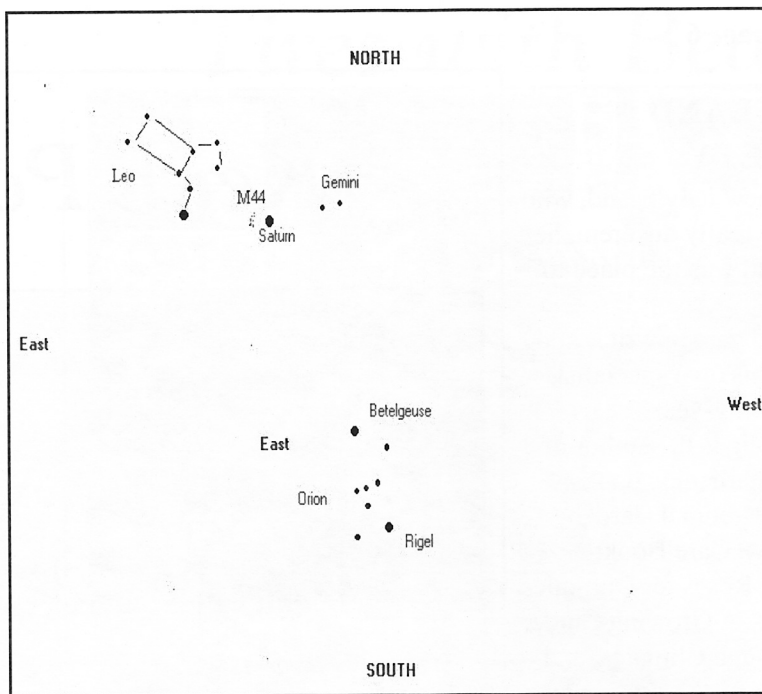 NORTH
Leo
M44
Gemini
Saturn
East
West
Betelgeuse
East
Orion
Rigel
SOUTH